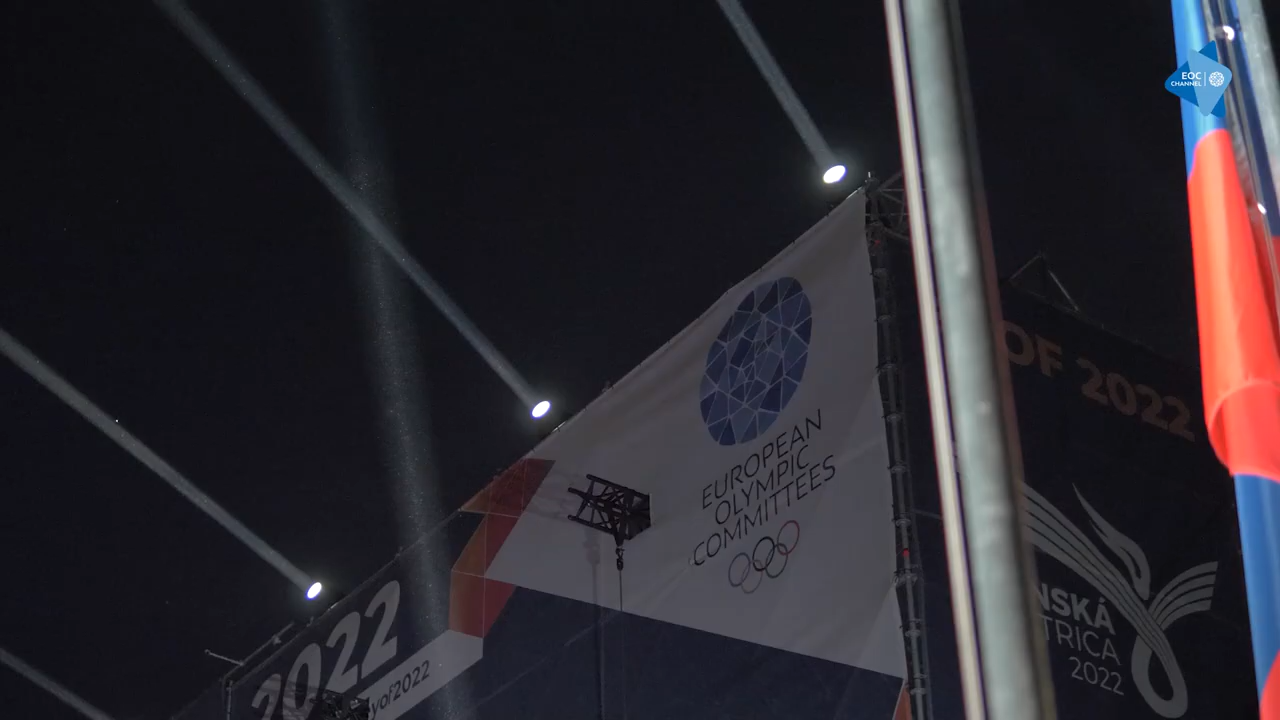 EOC
CHANNEL
EUROPEAN
OLYMPIC
COMMITTEES
OF 2022
NSKÁ
TRICA
2022
2022
yof2022